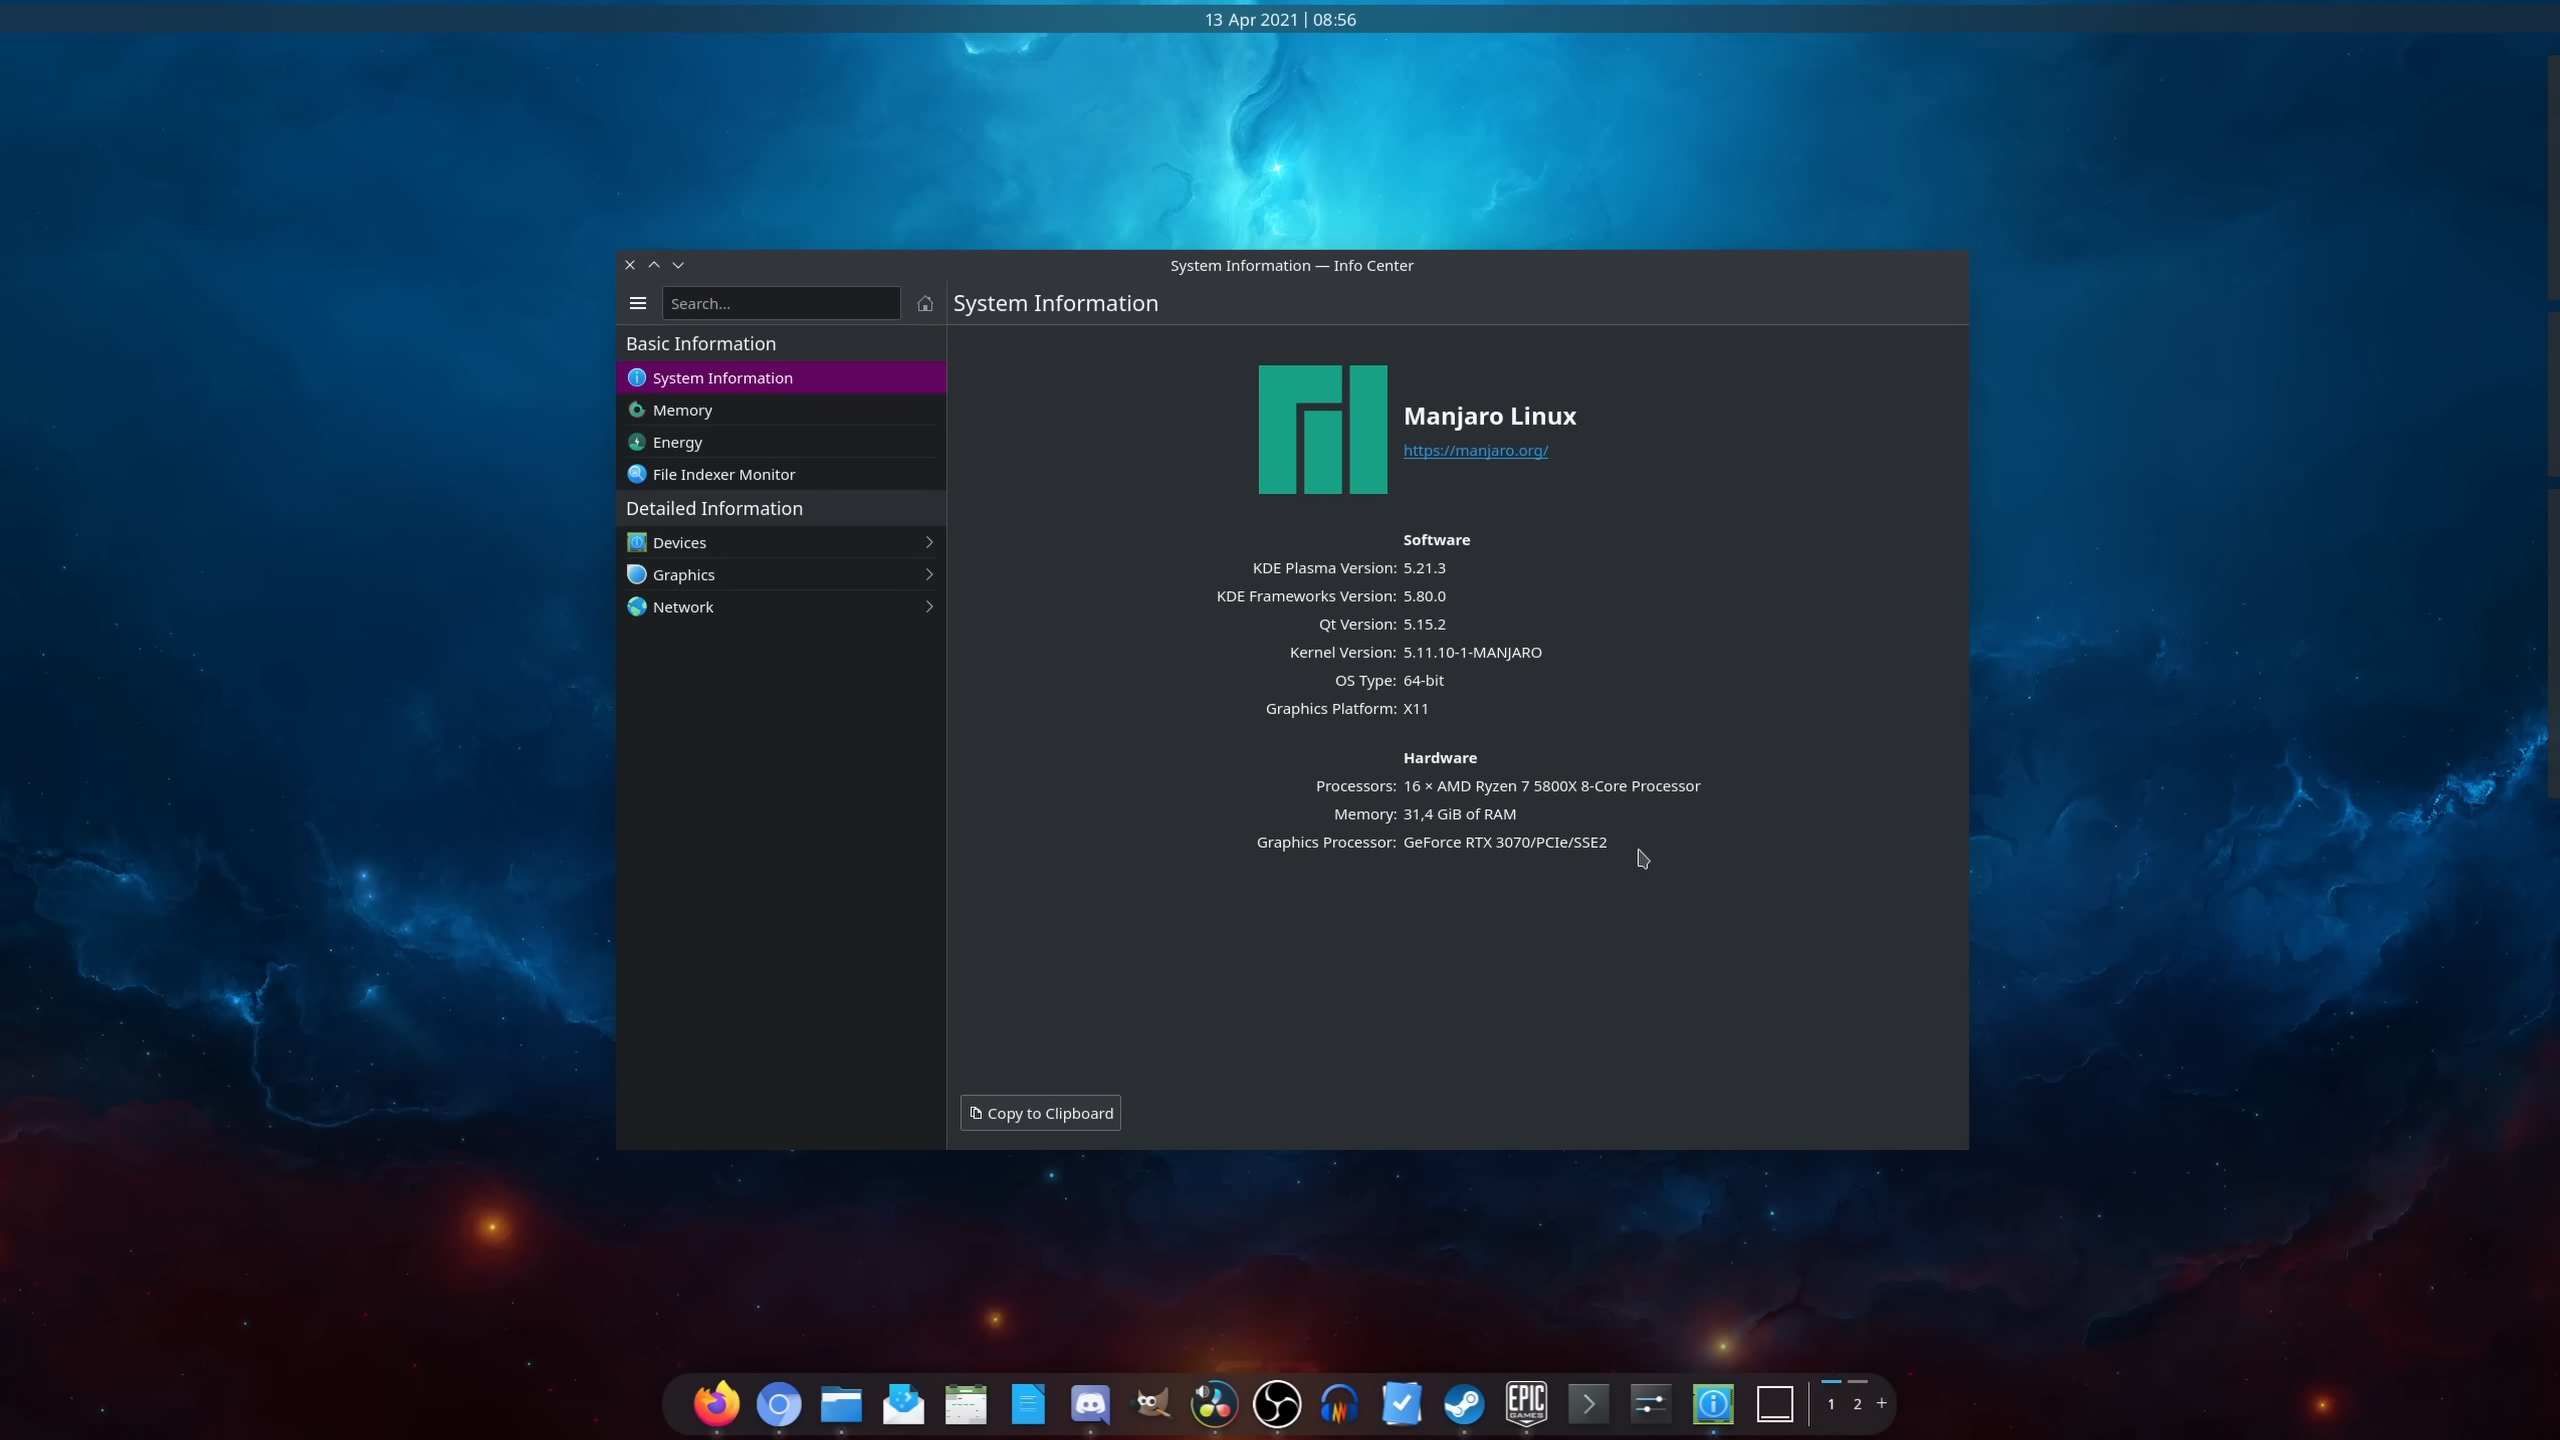 13 Apr 2021 | 08:56
System Information — Info Center
Search...
System Information
Basic Information
System Information
Memory
Energy
File Indexer Monitor
Detailed Information
Devices
Graphics
Network
Manjaro Linux
https://manjaro.org/
Software
KDE Plasma Version: 5.21.3
KDE Frameworks Version: 5.80.0
Qt Version: 5.15.2
Kernel Version: 5.11.10-1-MANJARO
OS Type: 64-bit
Graphics Platform: X11
Hardware
Processors: 16 × AMD Ryzen 7 5800X 8-Core Processor
Memory: 31,4 GiB of RAM
Graphics Processor: GeForce RTX 3070/PCIe/SSE2
Copy to Clipboard
EPIC
GAMES
1 2 +